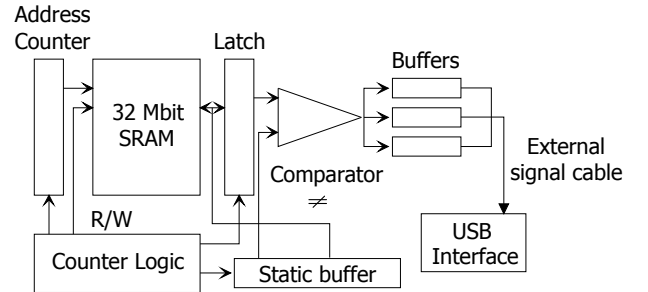 Address
Counter
Latch
Buffers
32 Mbit
SRAM
External
signal cable
Comparator
≠
R/W
USB
Interface
Counter Logic
Static buffer